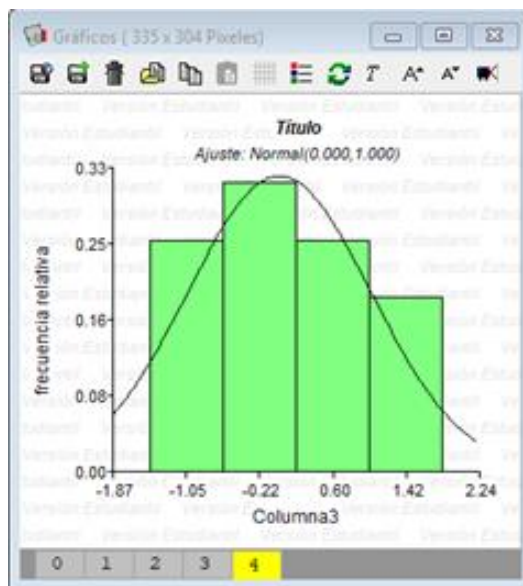 Gráficos ( 335 x 304 Pixeles)
T A A
Título
Ajuste: Normal(0.000,1.000)
0.33
0.25
0.16
0.08
0.00
frecuencia relativa
-1.87 -1.05 -0.22 0.60 1.42 2.24
Columna3
0 1 2 3 4
Versión Estudiantil